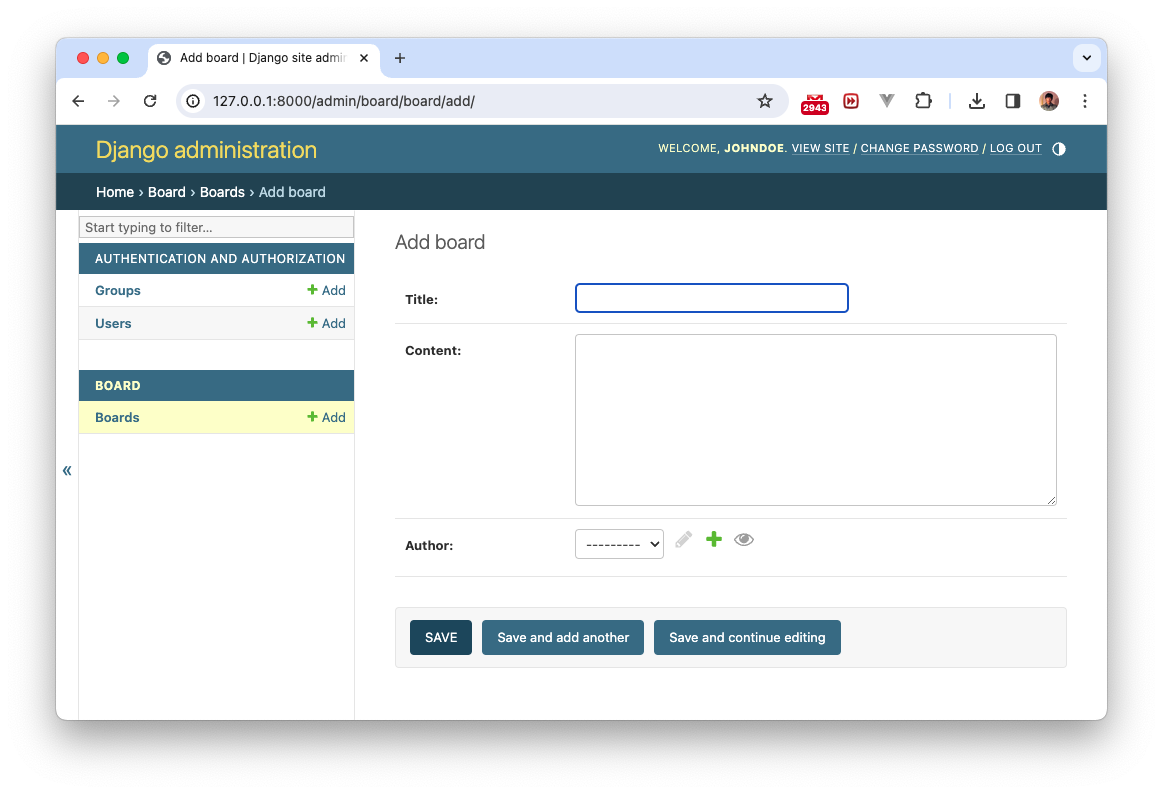 Add board | Django site admi
127.0.0.1:8000/admin/board/board/add/
2943
Django administration
WELCOME, JOHNDOE. VIEW SITE / CHANGE PASSWORD / LOG OUT
Home › Board › Boards › Add board
Start typing to filter...
AUTHENTICATION AND AUTHORIZATION
Groups + Add
Users + Add
BOARD
Boards + Add
«
Add board
Title:
Content:
Author: ---------
SAVE Save and add another Save and continue editing